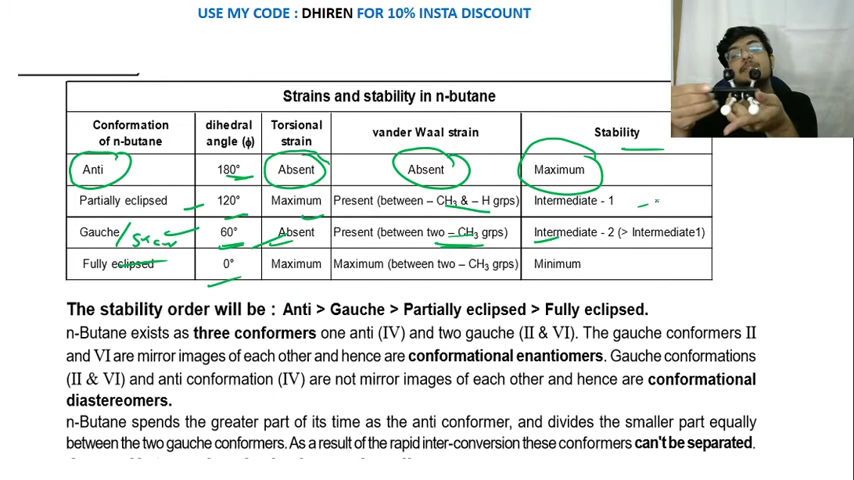 USE MY CODE : DHIREN FOR 10% INSTA DISCOUNT
Strains and stability in n-butane
Conformation of n-butane dihedral angle (ϕ) Torsional strain vander Waal strain Stability
Anti 180° Absent Absent Maximum
Partially eclipsed 120° Maximum Present (between – CH3 & – H grps) Intermediate - 1
Gauche 60° Absent Present (between two – CH3 grps) Intermediate - 2 (> Intermediate1)
Fully eclipsed 0° Maximum Maximum (between two – CH3 grps) Minimum
The stability order will be : Anti > Gauche > Partially eclipsed > Fully eclipsed.
n-Butane exists as three conformers one anti (IV) and two gauche (II & VI). The gauche conformers II
and VI are mirror images of each other and hence are conformational enantiomers. Gauche conformations
(II & VI) and anti conformation (IV) are not mirror images of each other and hence are conformational
diastereomers.
n-Butane spends the greater part of its time as the anti conformer, and divides the smaller part equally
between the two gauche conformers. As a result of the rapid inter-conversion these conformers can't be separated.